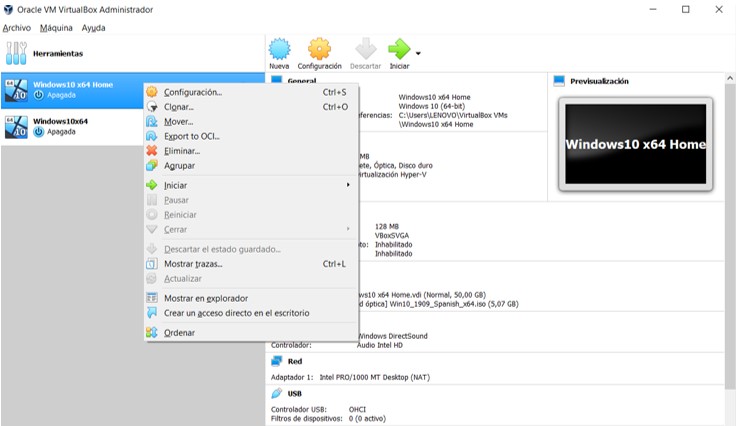 Oracle VM VirtualBox Administrador
Archivo Máquina Ayuda
Herramientas
Nueva Configuración Descartar Iniciar
64 10 Windows10 x64 Home
Apagada
64 10 Windows10x64
Apagada
Configuración... Ctrl+S
Clonar... Ctrl+O
Mover...
Export to OCI...
Eliminar...
Agrupar
Iniciar
Pausar
Reiniciar
Cerrar
Descartar el estado guardado...
Mostrar trazas... Ctrl+L
Actualizar
Mostrar en explorador
Crear un acceso directo en el escritorio
Ordenar
General
Windows10 x64 Home
Windows 10 (64-bit)
ferencias: C:\Users\LENOVO\VirtualBox VMs
\Windows10 x64 Home
MB
ete, Óptica, Disco duro
irtualización Hyper-V
128 MB
VBoxSVGA
to: Inhabilitado
Inhabilitado
ws10 x64 Home.vdi (Normal, 50,00 GB)
d óptica] Win10_1909_Spanish_x64.iso (5,07 GB)
Windows DirectSound
Controlador: Audio Intel HD
Red
Adaptador 1: Intel PRO/1000 MT Desktop (NAT)
USB
Controlador USB: OHCI
Filtros de dispositivos: 0 (0 activo)
Previsualización
Windows10 x64 Home